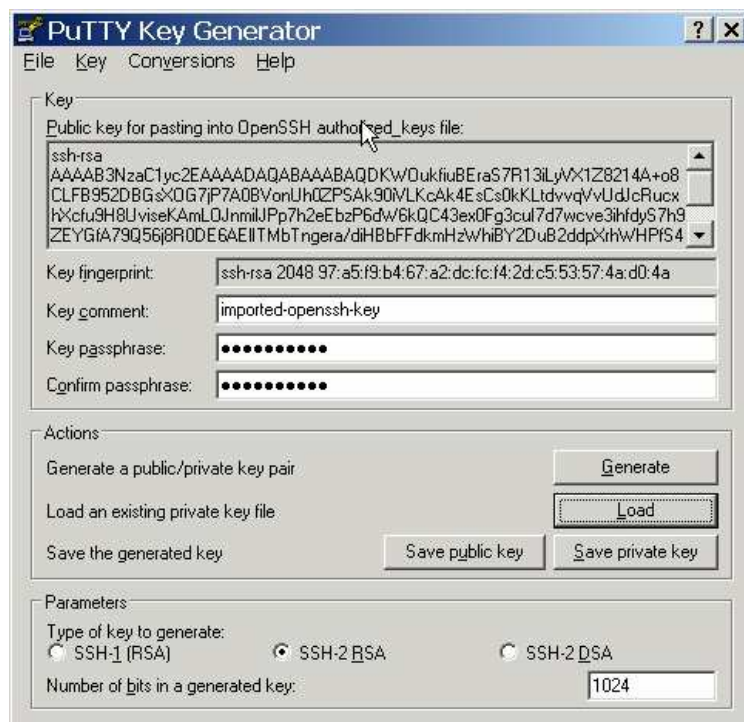 PuTTY Key Generator
File Key Conversions Help
Key
Public key for pasting into OpenSSH authorized_keys file:
ssh-rsa
AAAAB3NzaC1yc2EAAAADAQABAAABAQDKWOukfiuBEraS7R13iLyVX1Z8214A+o8
CLFB952DBGsXOG7jP7A0BVonUh0ZPSAk90iVLKcAk4EsCs0kKLtdvvqVvUdJcRucx
hXcfu9H8UviseKAmLOJnmilJPp7h2eEbzP6dW6kQC43ex0Fg3cul7d7wcve3ihfdyS7h9
ZEYGfA79Q56j8R0DE6AEIlTMbTngera/diHBbFFdkmHzWhiBY2DuB2ddpXrhWHPfS4
Key fingerprint: ssh-rsa 2048 97:a5:f9:b4:67:a2:dc:fc:f4:2d:c5:53:57:4a:d0:4a
Key comment: imported-openssh-key
Key passphrase: ●●●●●●●●●●
Confirm passphrase: ●●●●●●●●●●
Actions
Generate a public/private key pair Generate
Load an existing private key file Load
Save the generated key Save public key Save private key
Parameters
Type of key to generate:
SSH-1 (RSA) SSH-2 RSA SSH-2 DSA
Number of bits in a generated key: 1024